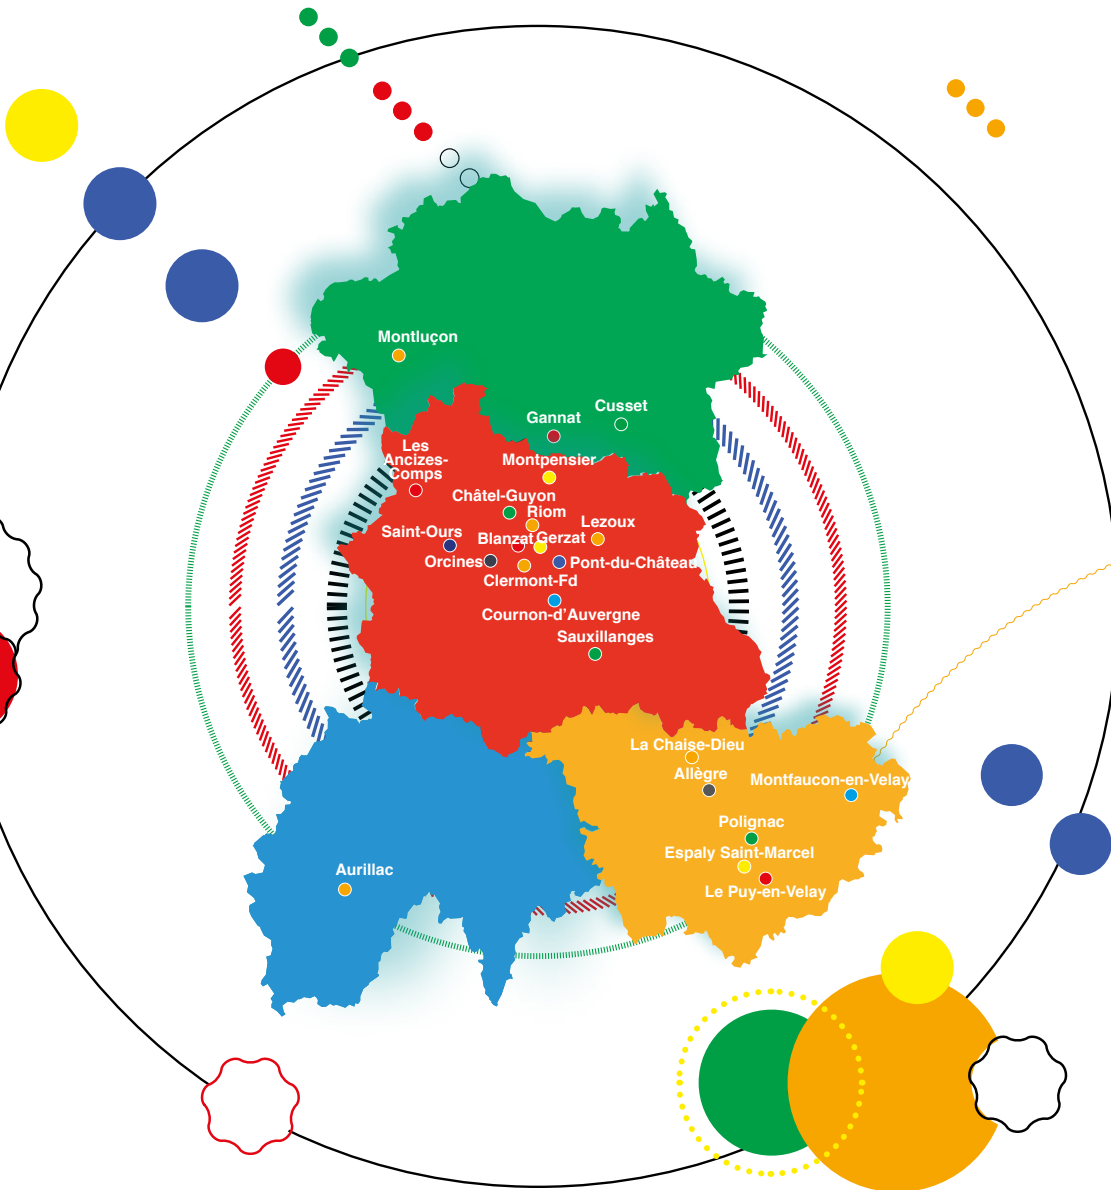 Montluçon
Cusset
Gannat
Les
Ancizes-
Comps
Montpensier
Châtel-Guyon
Riom
Lezoux
Saint-Ours
Blanzat
Gerzat
Orcines
Pont-du-Château
Clermont-Fd
Cournon-d'Auvergne
Sauxillanges
La Chaise-Dieu
Allègre
Montfaucon-en-Velay
Polignac
Espaly Saint-Marcel
Aurillac
Le Puy-en-Velay